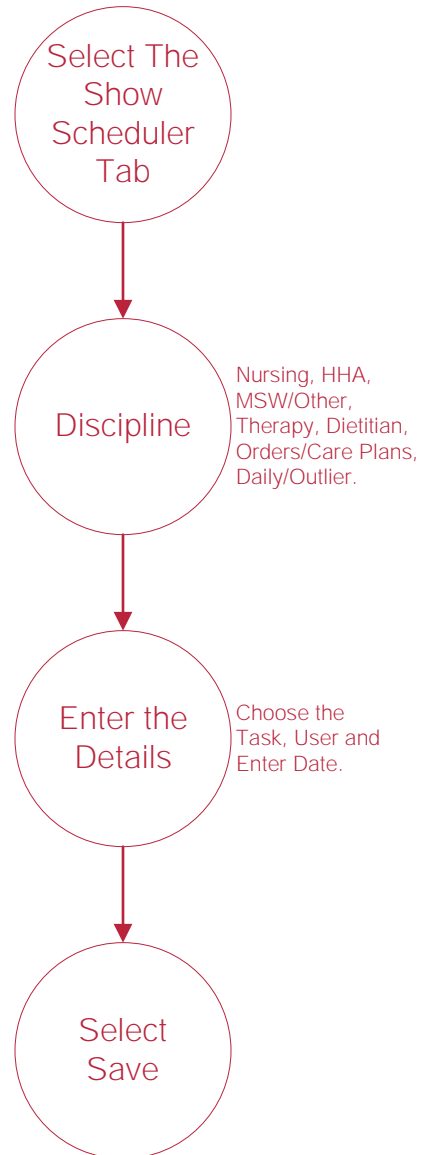 Select The
Show
Scheduler
Tab
Discipline
Nursing, HHA,
MSW/Other,
Therapy, Dietitian,
Orders/Care Plans,
Daily/Outlier.
Enter the
Details
Choose the
Task, User and
Enter Date.
Select
Save